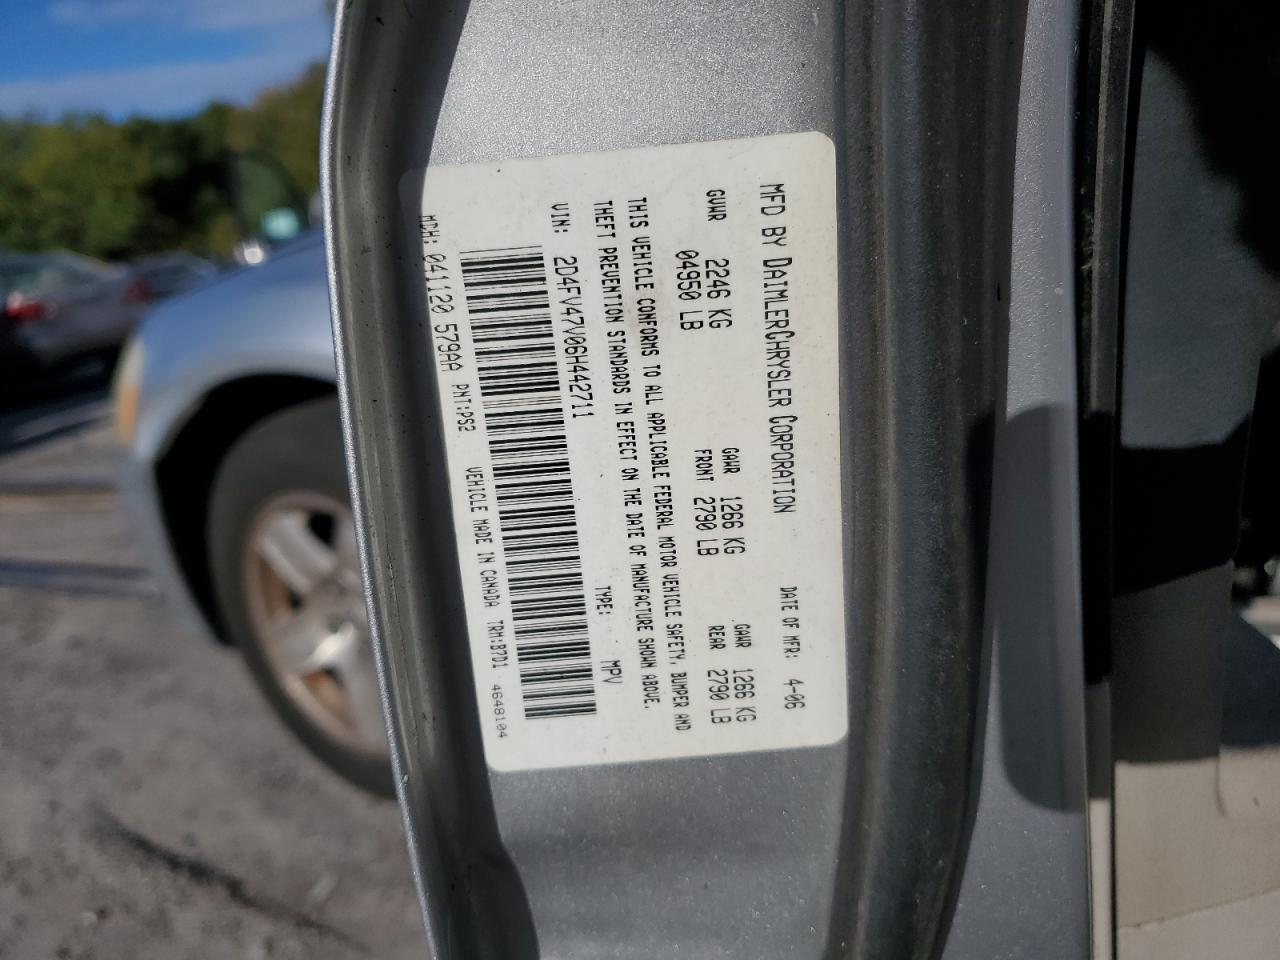 MFD BY DAIMLERCHRYSLER CORPORATION DATE OF MFR: 4-06
GVWR 2246 KG GAWR 1266 KG GAWR 1266 KG
04950 LB FRONT 2790 LB REAR 2790 LB
THIS VEHICLE CONFORMS TO ALL APPLICABLE FEDERAL MOTOR VEHICLE SAFETY, BUMPER AND
THEFT PREVENTION STANDARDS IN EFFECT ON THE DATE OF MANUFACTURE SHOWN ABOVE.
VIN: 2D4FV47V06H442711 TYPE: MPV
MDH: 041120 579AA PNT:PS2 VEHICLE MADE IN CANADA TRM:B7D1 4648104